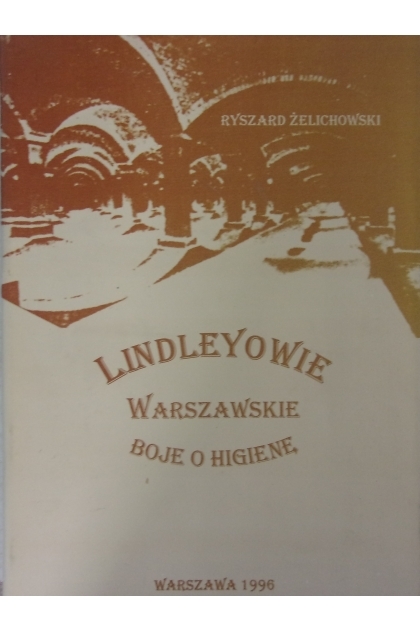 RYSZARD ŻELICHOWSKI
LINDLEYOWIE
WARSZAWSKIE
BOJE O HIGIENĘ
WARSZAWA 1996